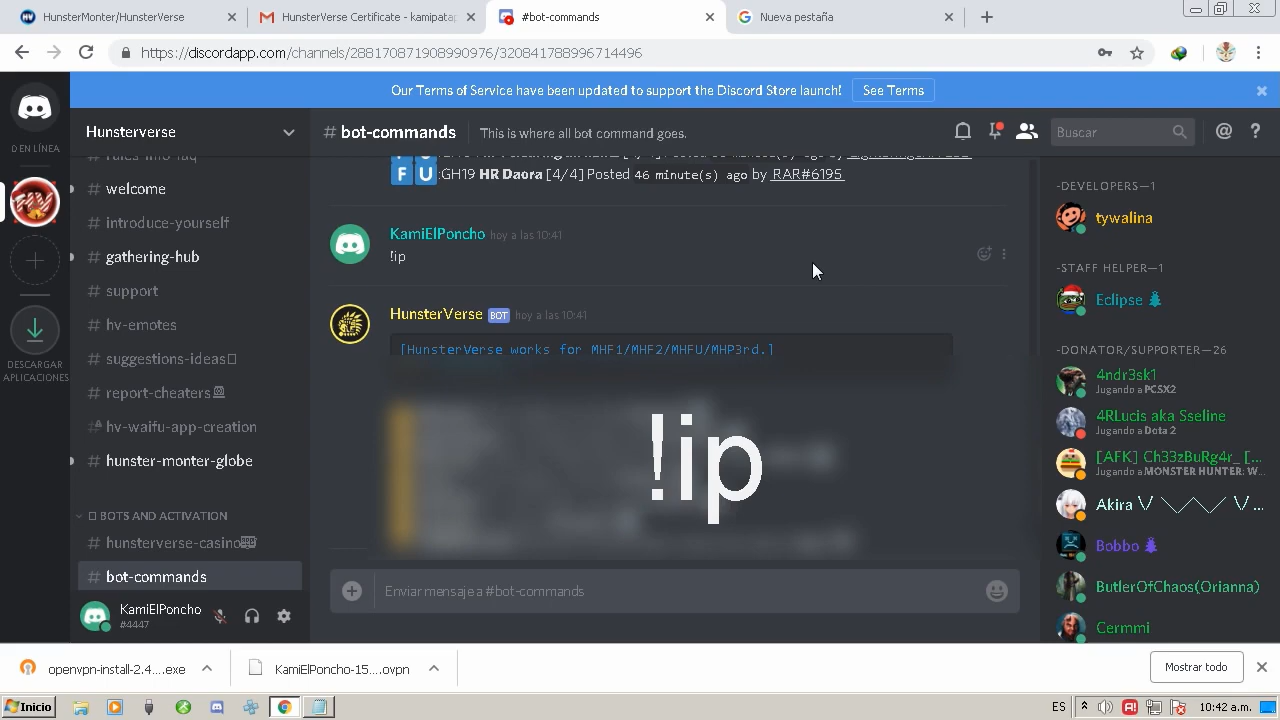 HunsterMonter/HunsterVerse
HunsterVerse Certificate - kamipatap
#bot-commands
Nueva pestaña
https://discordapp.com/channels/288170871908990976/320841788996714496
Our Terms of Service have been updated to support the Discord Store launch!
See Terms
D EN LÍNEA
DESCARGAR
APLICACIONES
Hunsterverse
# rules-info-faq
# welcome
# introduce-yourself
# gathering-hub
# support
# hv-emotes
# suggestions-ideas
# report-cheaters
hv-waifu-app-creation
# hunster-monter-globe
BOTS AND ACTIVATION
# hunsterverse-casino
# bot-commands
KamiElPoncho
#4447
# bot-commands
This is where all bot command goes.
Buscar
F U :GH19 HR Daora [4/4] Posted 46 minute(s) ago by RAR#6195
KamiElPoncho hoy a las 10:41
!ip
HunsterVerse BOT hoy a las 10:41
[HunsterVerse works for MHF1/MHF2/MHFU/MHP3rd.]
!ip
Enviar mensaje a #bot-commands
-DEVELOPERS—1
tywalina
-STAFF HELPER—1
Eclipse
-DONATOR/SUPPORTER—26
4ndr3sk1
Jugando a PCSX2
4RLucis aka Sseline
Jugando a Dota 2
[AFK] Ch33zBuRg4r_ [...
Jugando a MONSTER HUNTER: W...
Akira \/ \/\/ \/...
Bobbo
ButlerOfChaos(Orianna)
Cermmi
openvpn-install-2.4....exe
KamiElPoncho-15....ovpn
Mostrar todo
Inicio
ES
10:42 a.m.